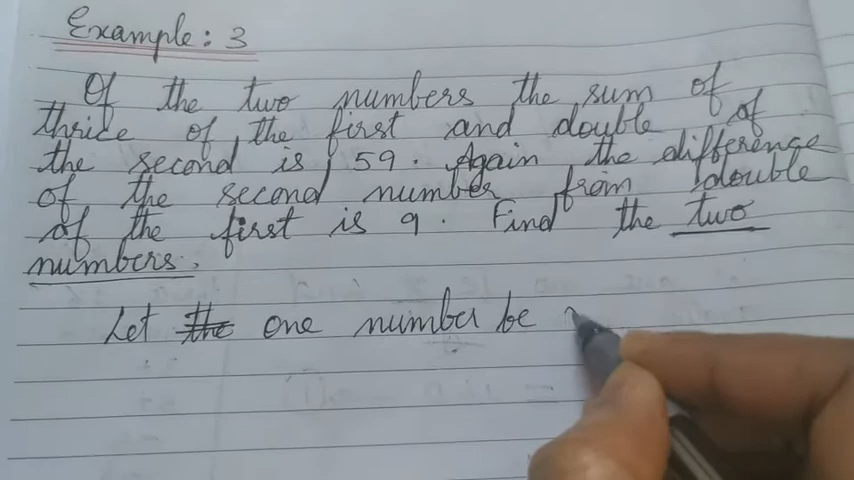 Example: 3
Of the two numbers the sum of
thrice of the first and double of
the second is 59. Again the difference
of the second number from double
of the first is 9. Find the two
numbers.
Let the one number be